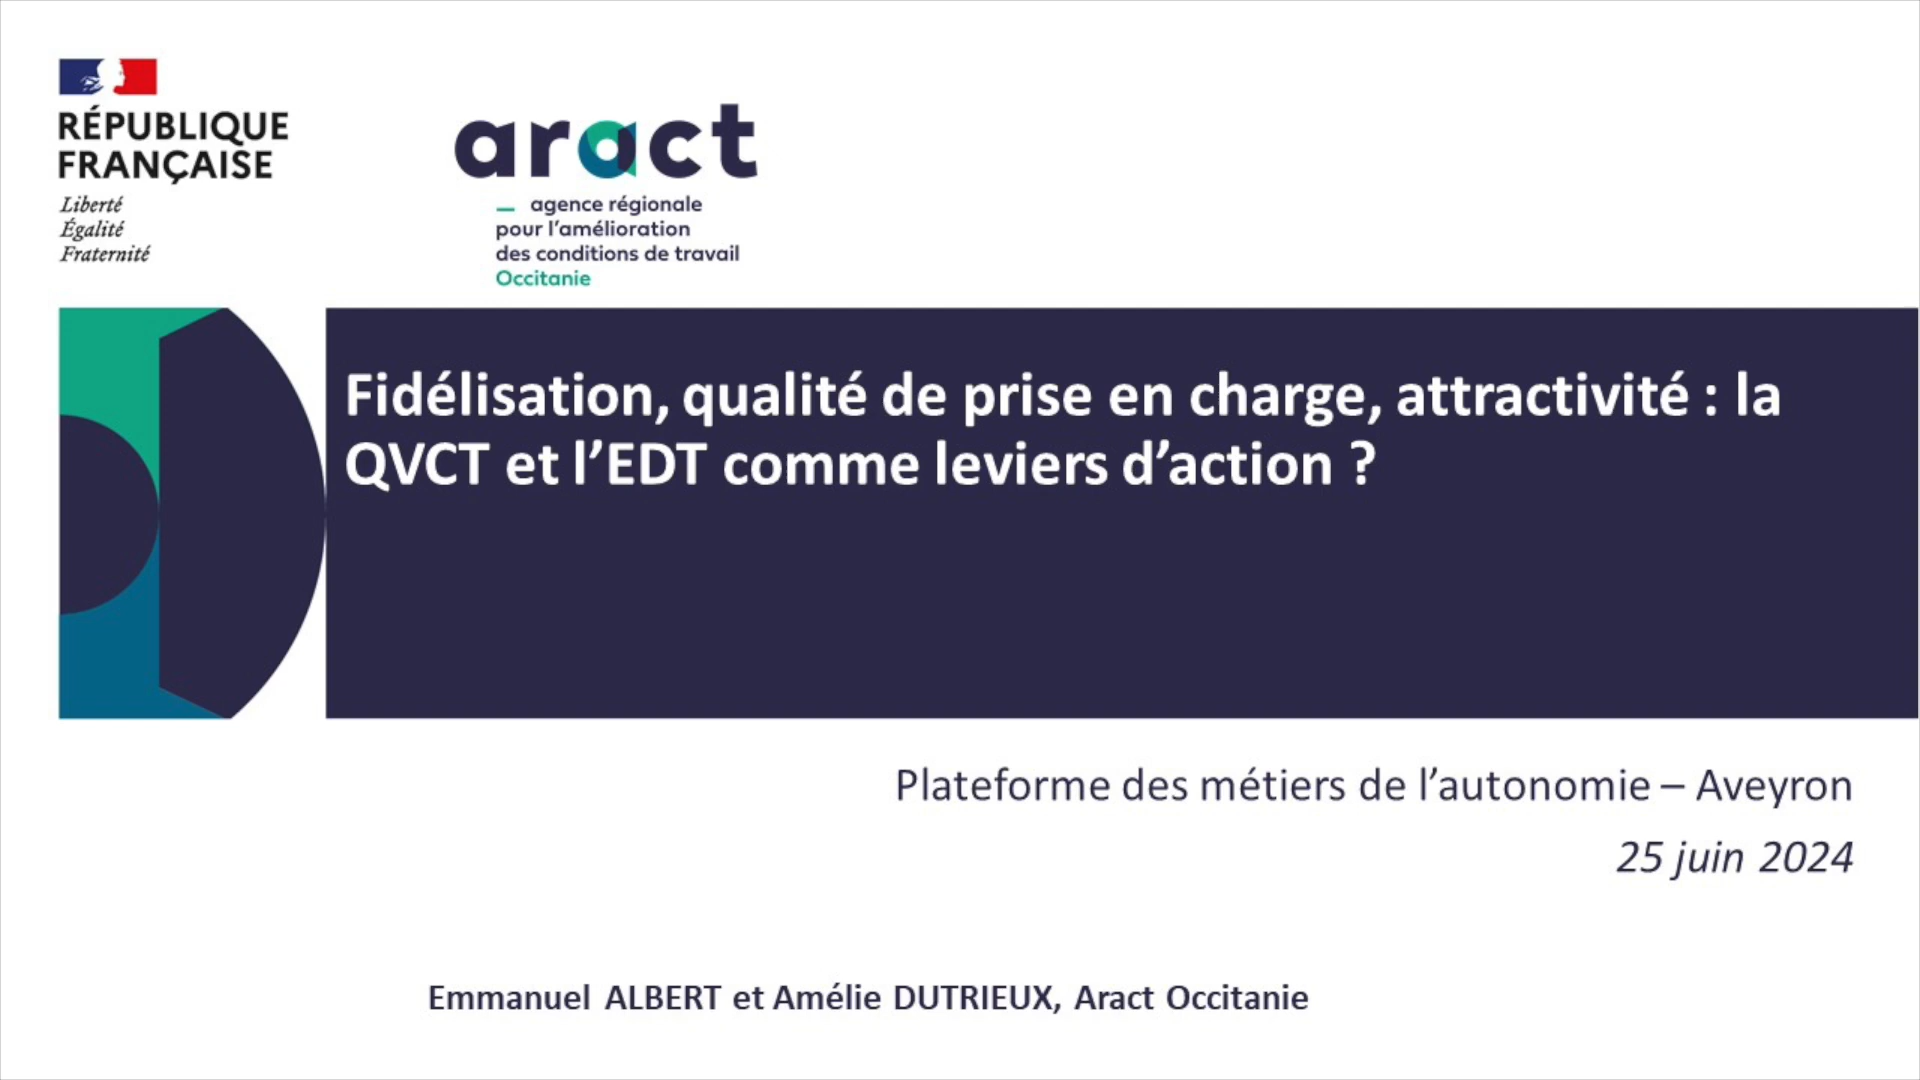 RÉPUBLIQUE
FRANÇAISE
Liberté
Égalité
Fraternité
aract
_ agence régionale
pour l’amélioration
des conditions de travail
Occitanie
Fidélisation, qualité de prise en charge, attractivité : la
QVCT et l’EDT comme leviers d’action ?
Plateforme des métiers de l’autonomie – Aveyron
25 juin 2024
Emmanuel ALBERT et Amélie DUTRIEUX, Aract Occitanie